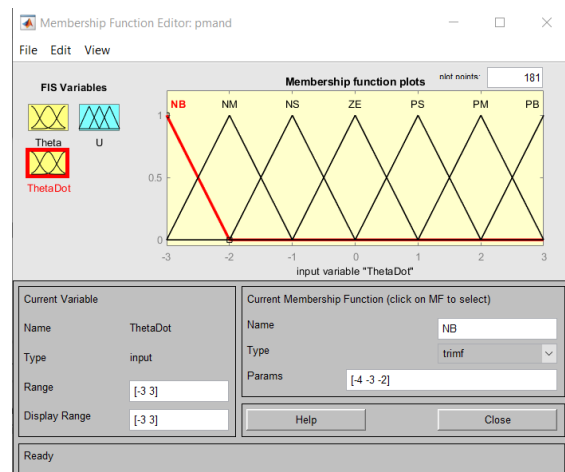 Membership Function Editor: pmand
File Edit View
FIS Variables
Theta
U
ThetaDot
Membership function plots
plot points:
181
NB NM NS ZE PS PM PB
1
0.5
0
-3 -2 -1 0 1 2 3
input variable "ThetaDot"
Current Variable
Name ThetaDot
Type input
Range [-3 3]
Display Range [-3 3]
Current Membership Function (click on MF to select)
Name NB
Type trimf
Params [-4 -3 -2]
Help Close
Ready